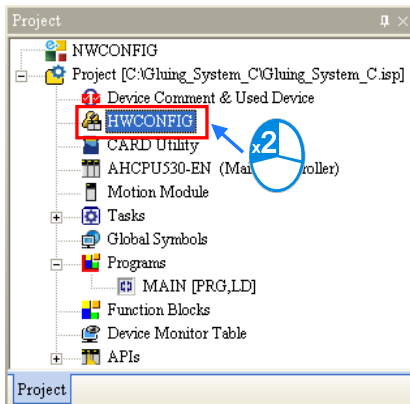 Project
NWCONFIG
Project [C:\Gluing_System_C\Gluing_System_C.isp]
Device Comment & Used Device
HWCONFIG
CARD Utility
AHCPU530-EN (Ma roller)
Motion Module
Tasks
Global Symbols
Programs
MAIN [PRG,LD]
Function Blocks
Device Monitor Table
APIs
Project
x2